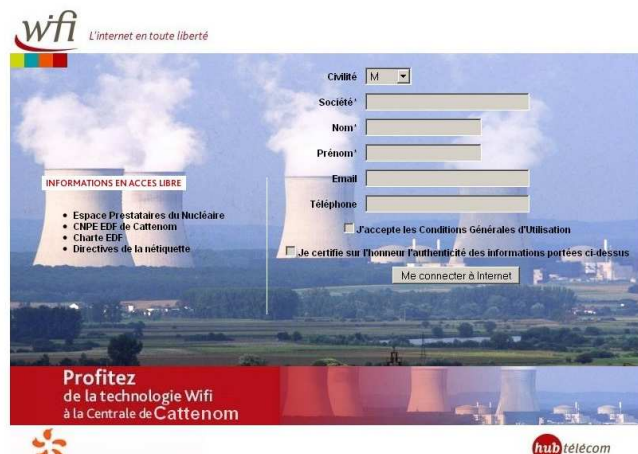 wifi
L'internet en toute liberté
Civilité M
Société*
Nom*
Prénom*
Email
Téléphone
J'accepte les Conditions Générales d'Utilisation
Je certifie sur l'honneur l'authenticité des informations portées ci-dessus
Me connecter à Internet
INFORMATIONS EN ACCES LIBRE
Espace Prestataires du Nucléaire
CNPE EDF de Cattenom
Charte EDF
Directives de la nétiquette
Profitez
de la technologie Wifi
à la Centrale de Cattenom
hub télécom